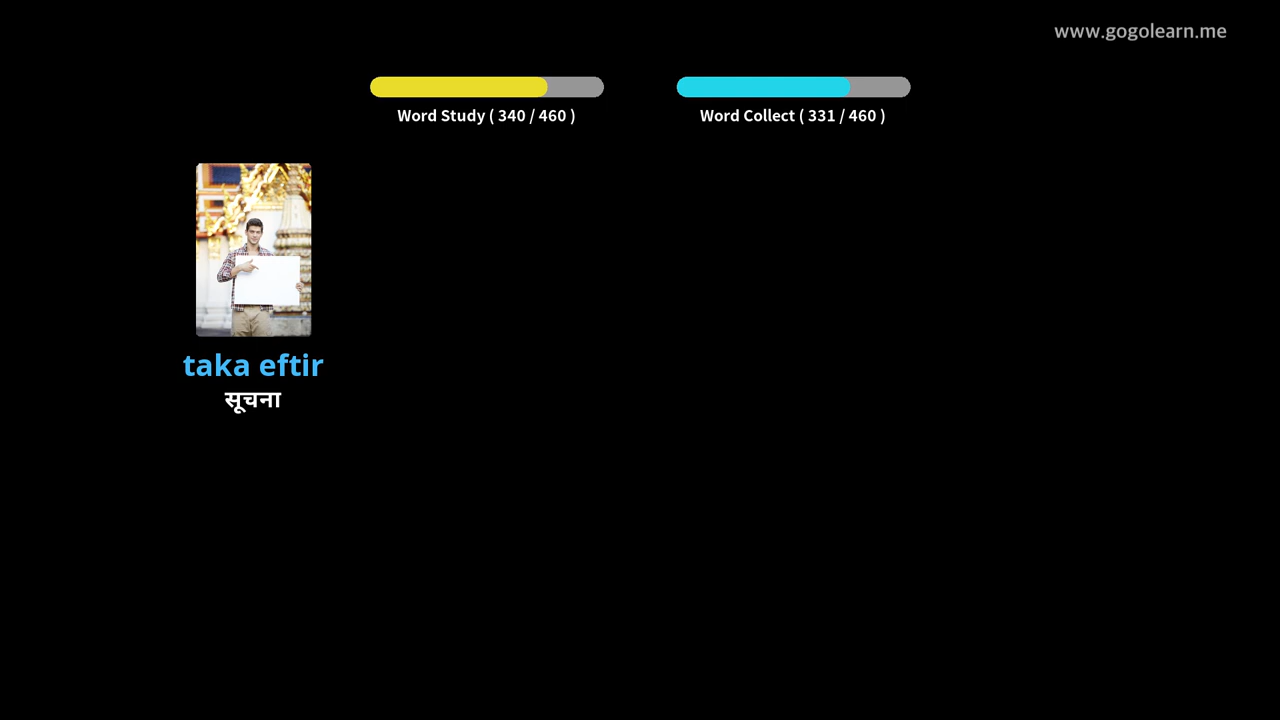 www.gogolearn.me
Word Study ( 340 / 460 )
Word Collect ( 331 / 460 )
taka eftir
सूचना